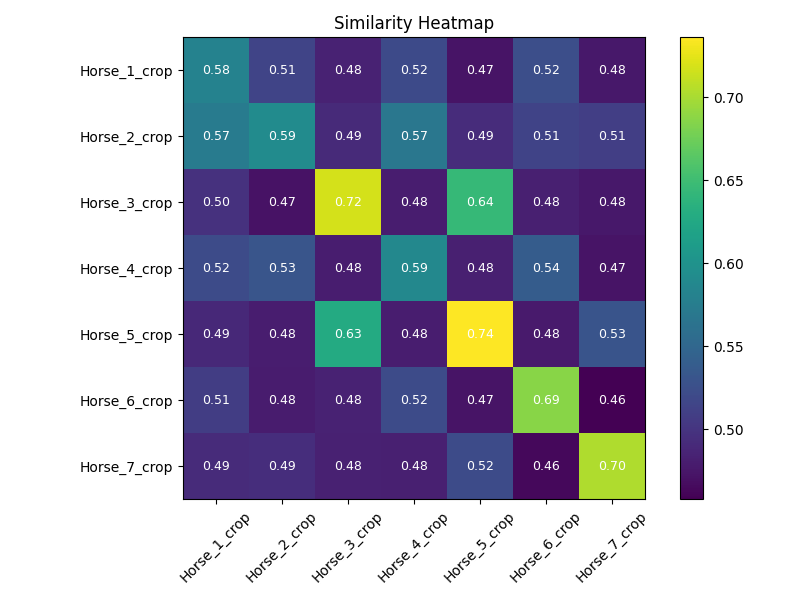 Similarity Heatmap
Horse_1_crop 0.58 0.51 0.48 0.52 0.47 0.52 0.48
Horse_2_crop 0.57 0.59 0.49 0.57 0.49 0.51 0.51
Horse_3_crop 0.50 0.47 0.72 0.48 0.64 0.48 0.48
Horse_4_crop 0.52 0.53 0.48 0.59 0.48 0.54 0.47
Horse_5_crop 0.49 0.48 0.63 0.48 0.74 0.48 0.53
Horse_6_crop 0.51 0.48 0.48 0.52 0.47 0.69 0.46
Horse_7_crop 0.49 0.49 0.48 0.48 0.52 0.46 0.70
Horse_1_crop Horse_2_crop Horse_3_crop Horse_4_crop Horse_5_crop Horse_6_crop Horse_7_crop
0.70
0.65
0.60
0.55
0.50